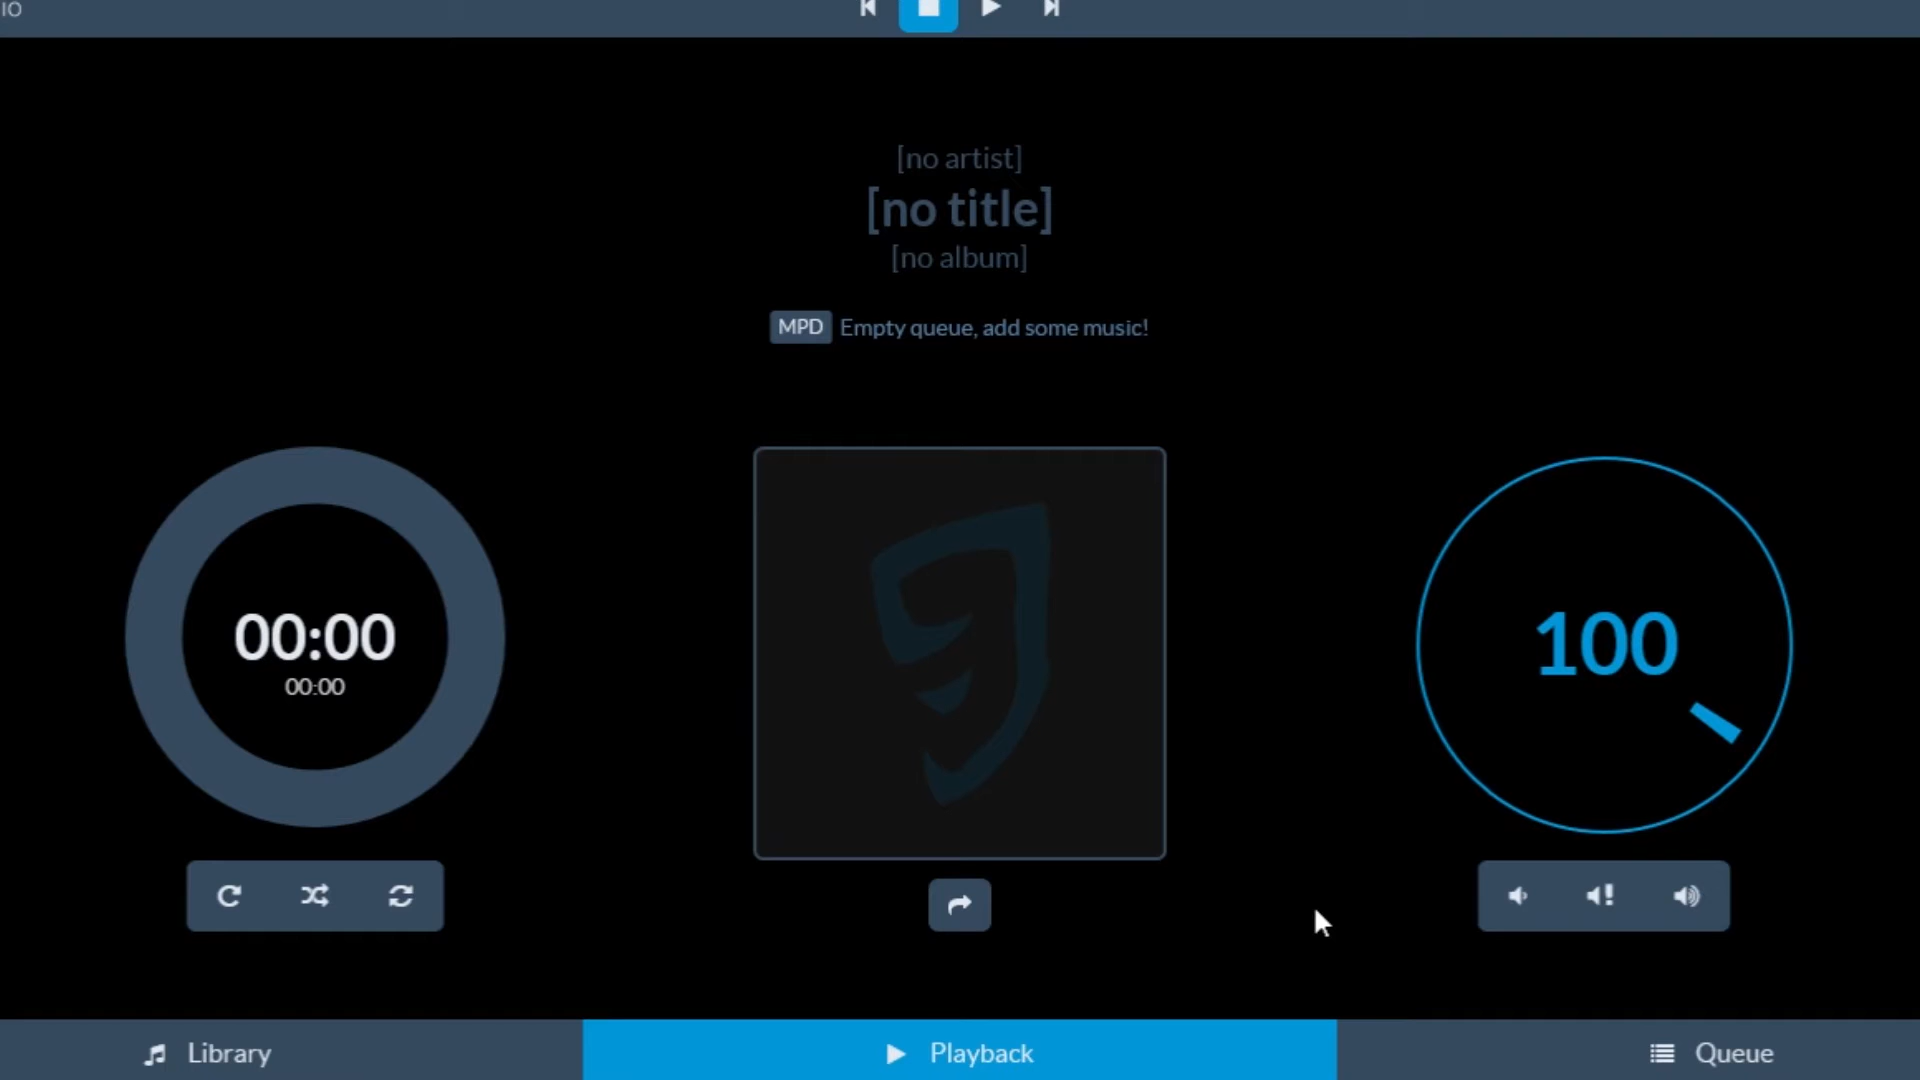 IO
[no artist]
[no title]
[no album]
MPD Empty queue, add some music!
00:00
00:00
100
Library
Playback
Queue